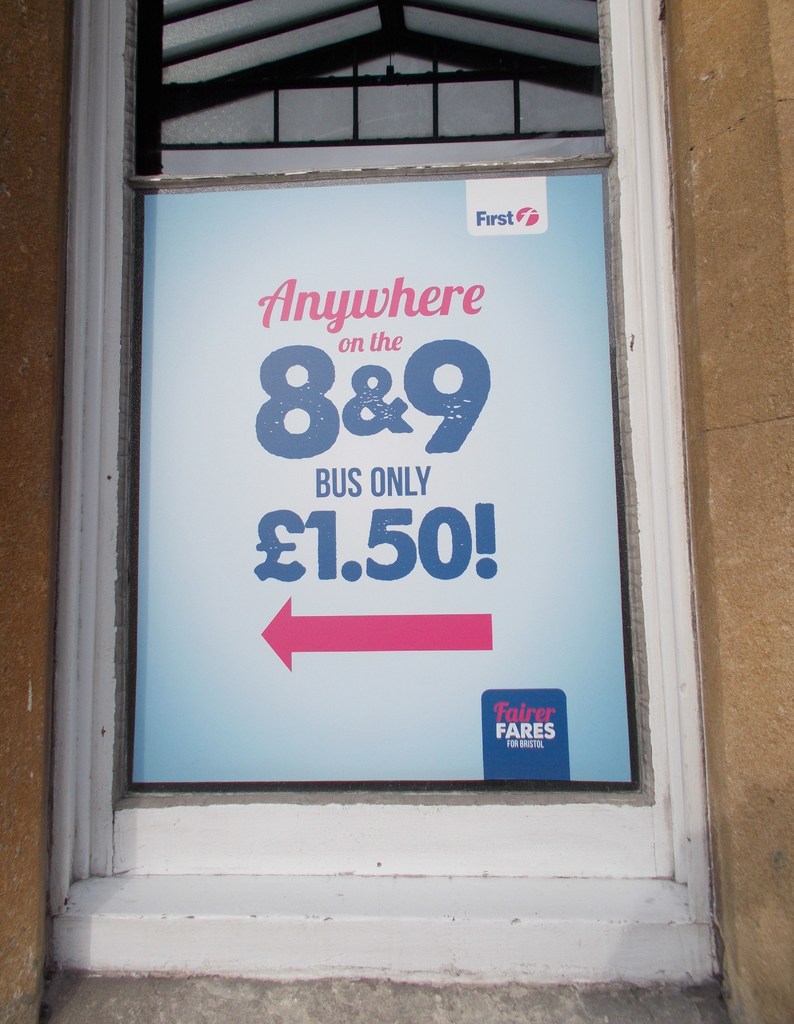 First
Anywhere
on the
8&9
BUS ONLY
£1.50!
Fairer
FARES
FOR BRISTOL